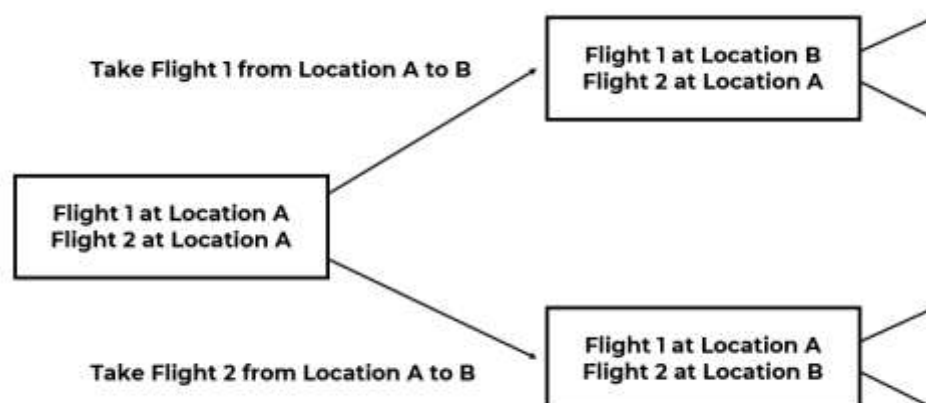 Take Flight 1 from Location A to B
Flight 1 at Location B
Flight 2 at Location A
Flight 1 at Location A
Flight 2 at Location A
Take Flight 2 from Location A to B
Flight 1 at Location A
Flight 2 at Location B